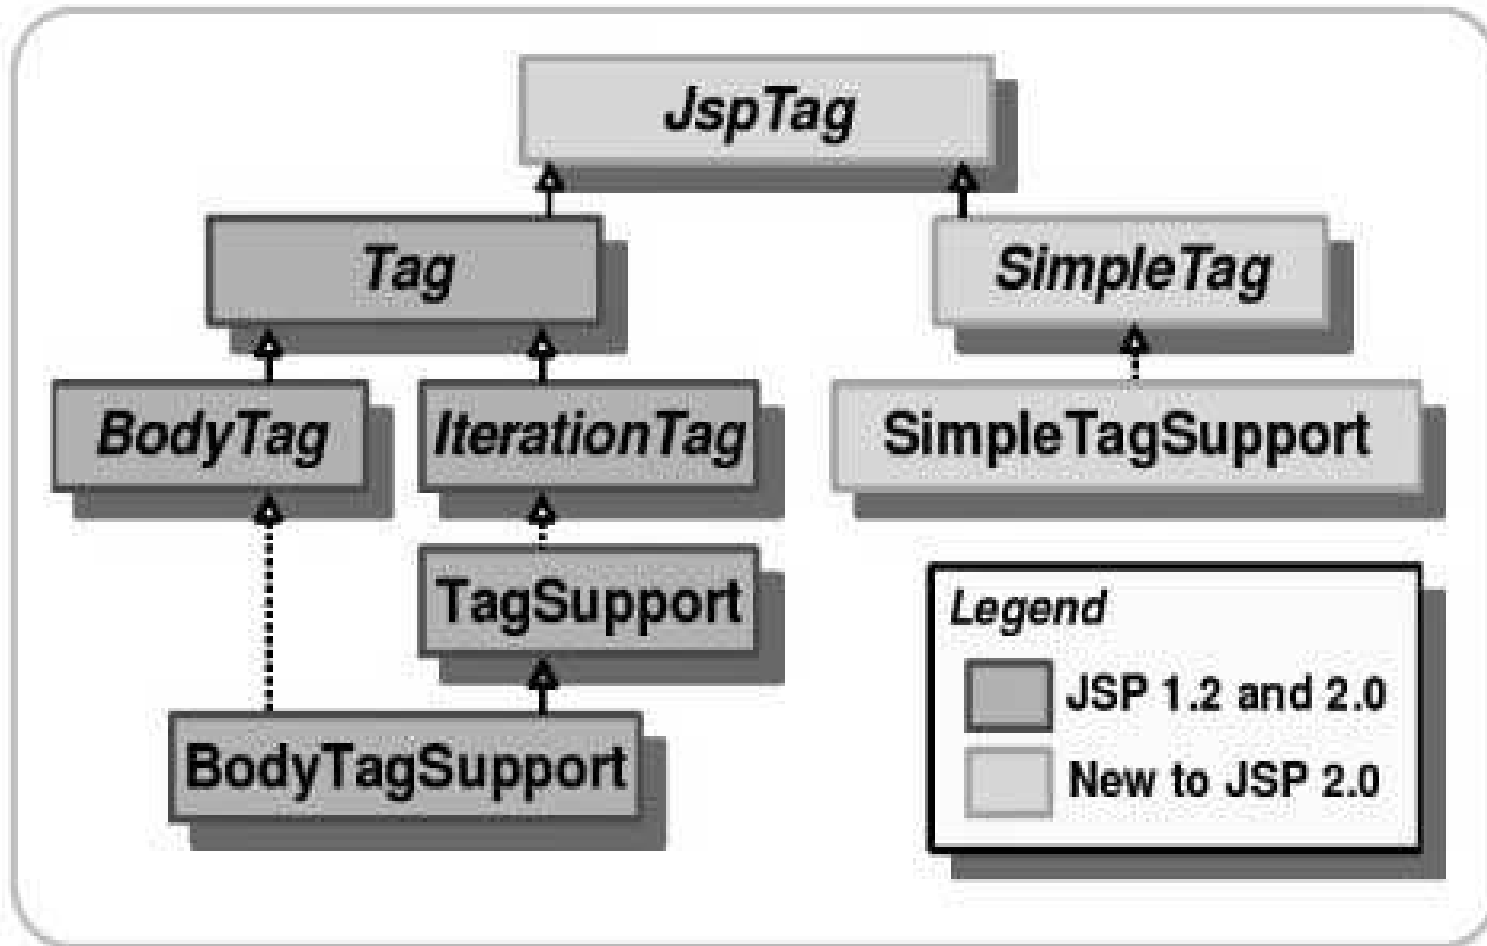 JspTag
Tag
SimpleTag
BodyTag
IterationTag
SimpleTagSupport
TagSupport
BodyTagSupport
Legend
JSP 1.2 and 2.0
New to JSP 2.0